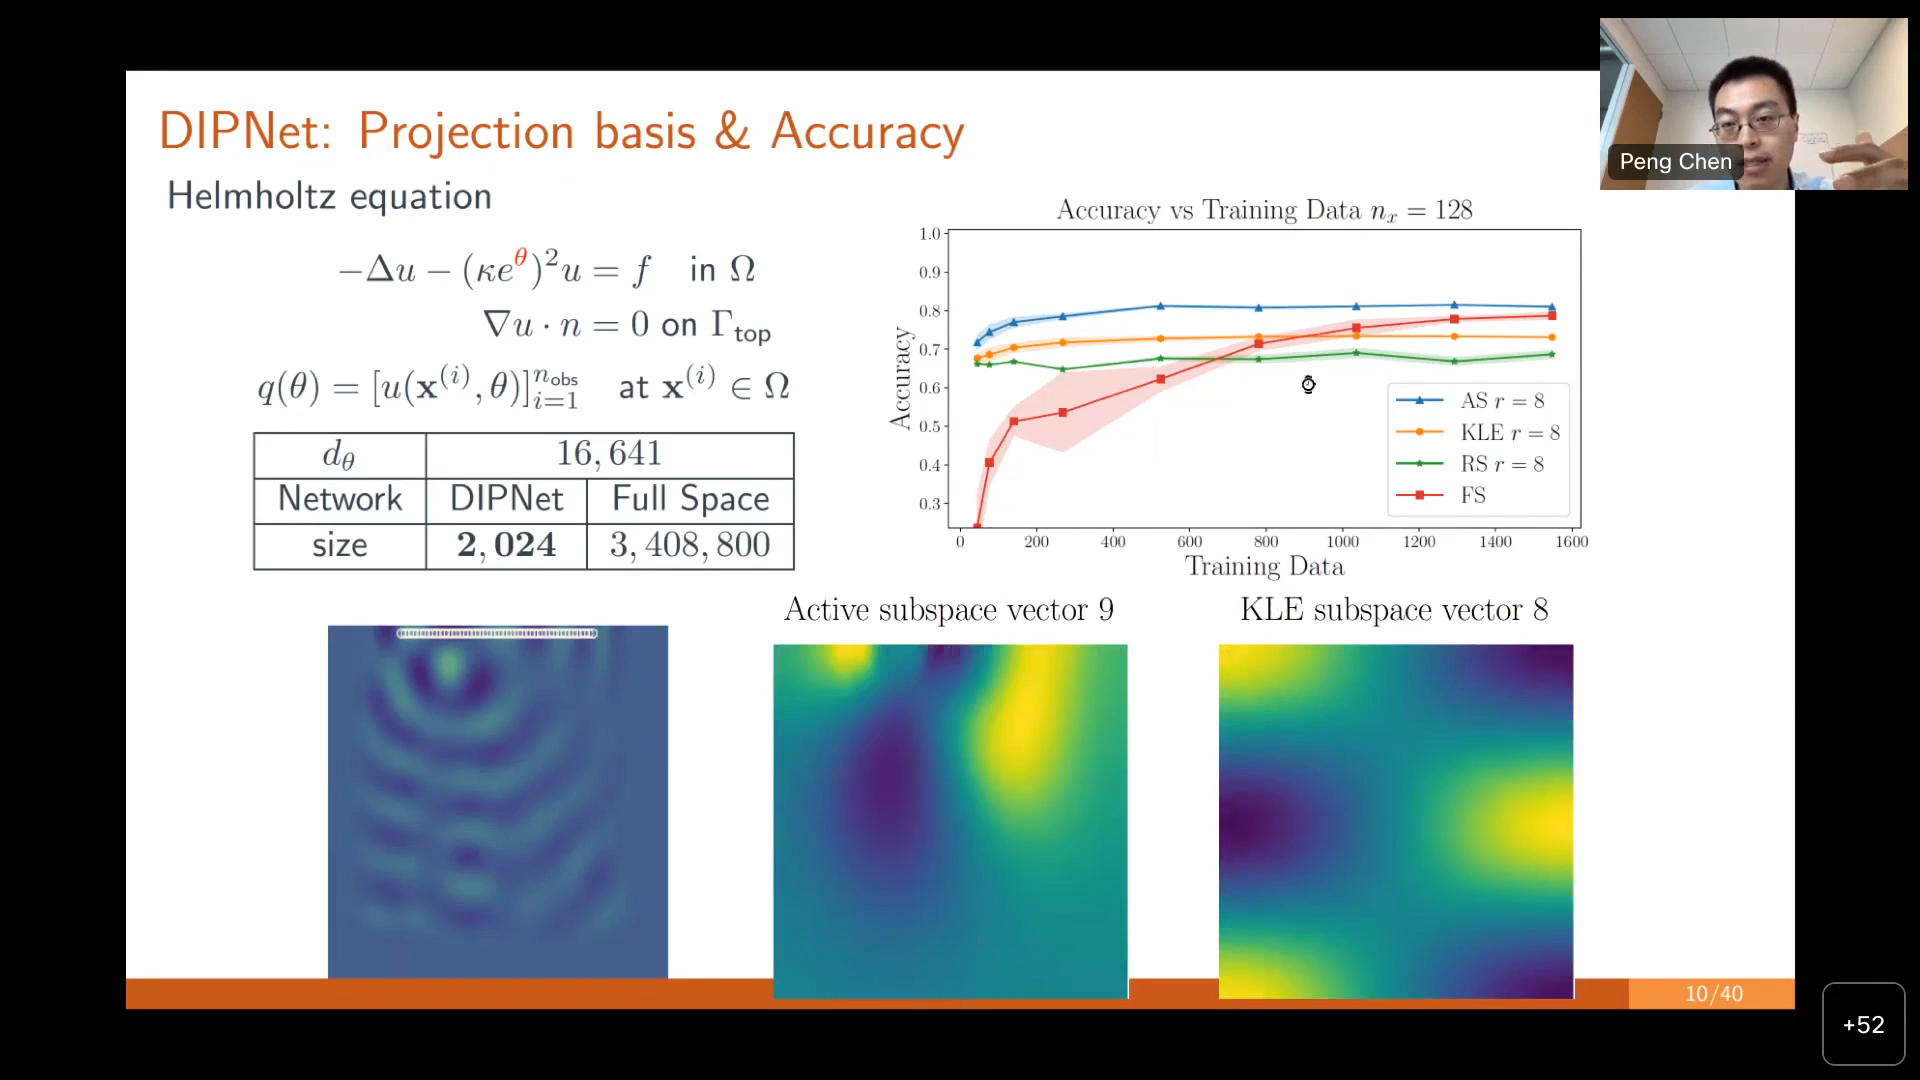 DIPNet: Projection basis & Accuracy
Peng Chen
Helmholtz equation
−Δu − (κe^θ)²u = f in Ω
∇u · n = 0 on Γ_top
q(θ) = [u(x^(i), θ)]_{i=1}^{n_obs} at x^(i) ∈ Ω
d_θ 16,641
Network DIPNet Full Space
size 2,024 3,408,800
Accuracy vs Training Data n_x = 128
Accuracy
1.0
0.9
0.8
0.7
0.6
0.5
0.4
0.3
0 200 400 600 800 1000 1200 1400 1600
Training Data
AS r = 8
KLE r = 8
RS r = 8
FS
Active subspace vector 9
KLE subspace vector 8
10/40
+52